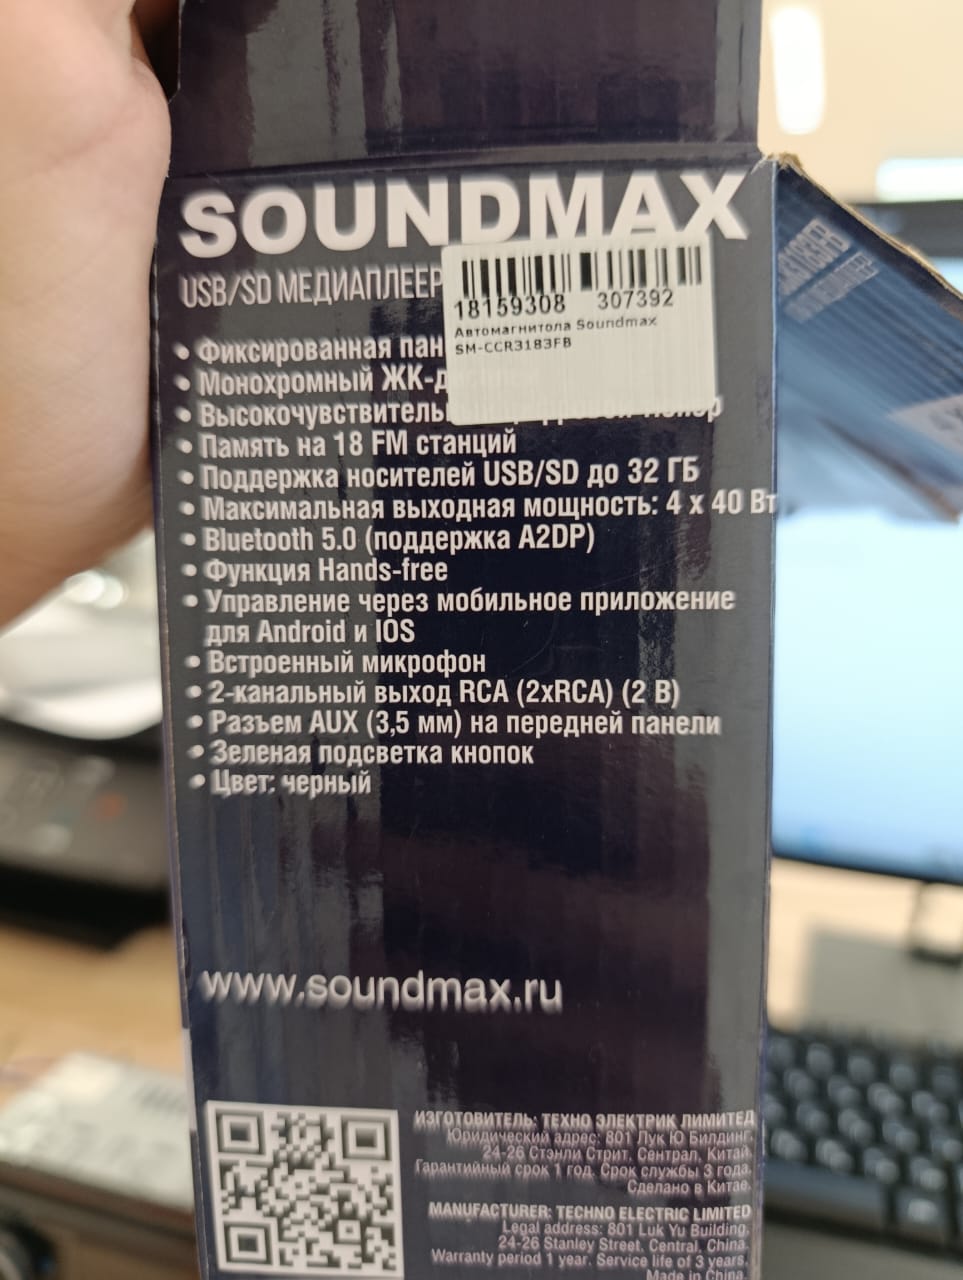 SOUNDMAX
USB/SD МЕДИАПЛЕЕР
18159308 307392
Автомагнитола Soundmax
SM-CCR3183FB
• Фиксированная
• Монохромный ЖК-
•
• Память на 18 FM станций
• Поддержка носителей USB/SD до 32 ГБ
• Максимальная выходная мощность: 4 x 40 Вт
• Bluetooth 5.0 (поддержка A2DP)
• Функция Hands-free
• Управление через мобильное приложение
для Android и IOS
• Встроенный микрофон
• 2-канальный выход RCA (2xRCA) (2 В)
• Разъем AUX (3,5 мм) на передней панели
• Зеленая подсветка кнопок
• Цвет: черный
www.soundmax.ru
ИЗГОТОВИТЕЛЬ: ТЕХНО ЭЛЕКТРИК ЛИМИТЕД
Юридический адрес: 801 Лук Ю Билдинг,
24-26 Стэнли Стрит, Сентрал, Китай.
Гарантийный срок 1 год. Срок службы 3 года.
Сделано в Китае.
MANUFACTURER: TECHNO ELECTRIC LIMITED
Legal address: 801 Luk Yu Building,
24-26 Stanley Street, Central, China.
Warranty period 1 year. Service life of 3 years.
Made in China.